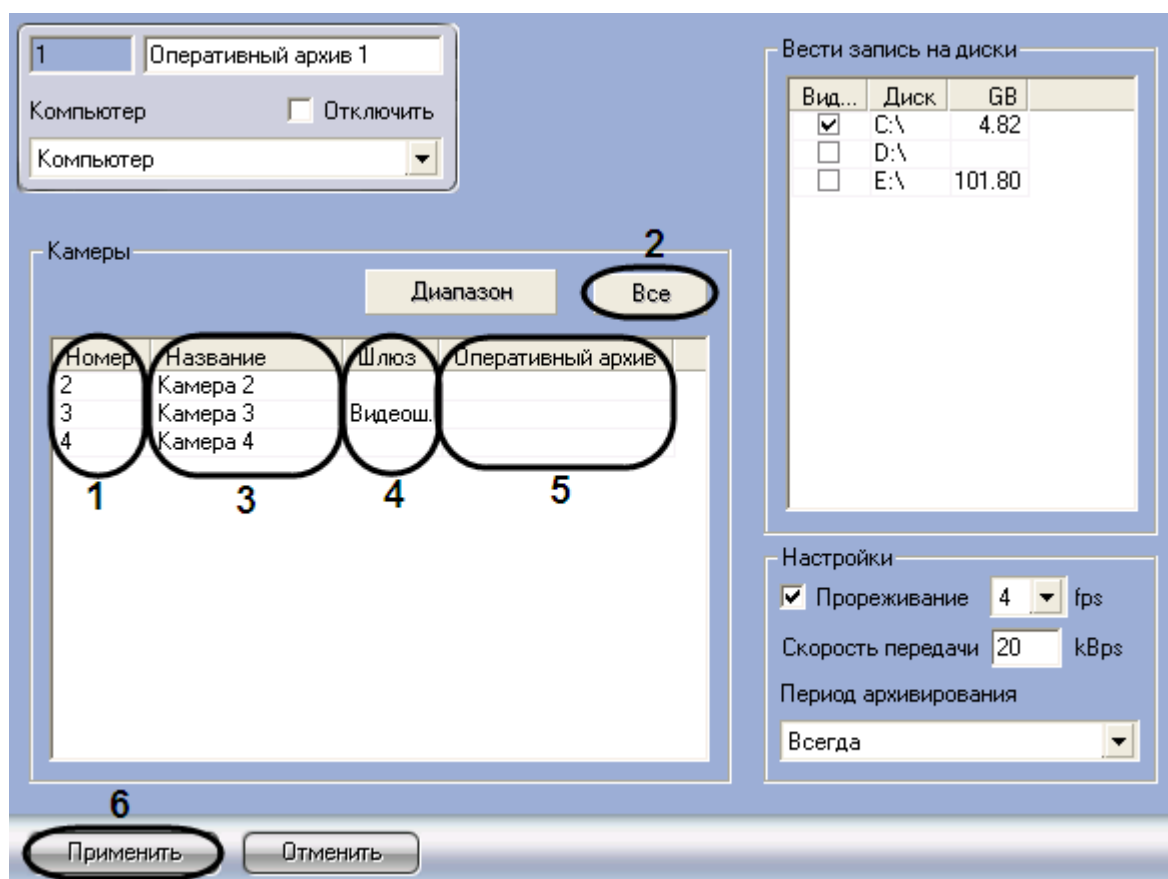 1 Оперативный архив 1
Компьютер Отключить
Компьютер
Вести запись на диски
Вид... Диск GB
C:\ 4.82
D:\
E:\ 101.80
Камеры
2
Диапазон Все
Номер Название Шлюз Оперативный архив
2 Камера 2
3 Камера 3 Видеош.
4 Камера 4
1 3 4 5
Настройки
Прореживание 4 fps
Скорость передачи 20 kBps
Период архивирования
Всегда
6
Применить Отменить